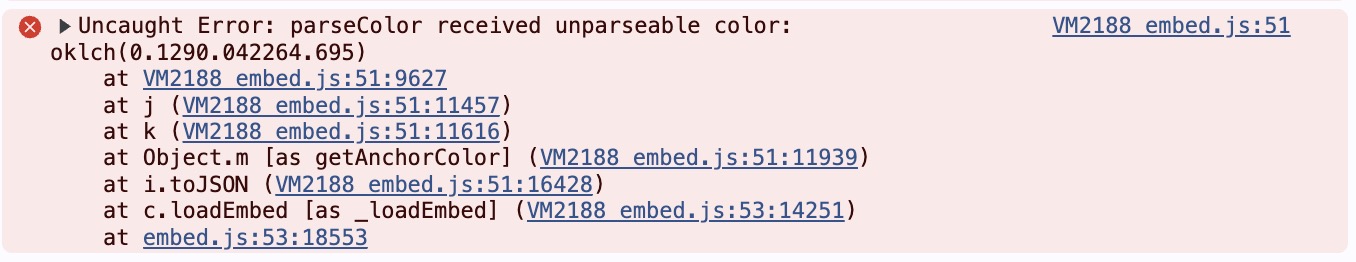 Uncaught Error: parseColor received unparseable color: VM2188 embed.js:51
oklch(0.1290.042264.695)
at VM2188 embed.js:51:9627
at j (VM2188 embed.js:51:11457)
at k (VM2188 embed.js:51:11616)
at Object.m [as getAnchorColor] (VM2188 embed.js:51:11939)
at i.toJSON (VM2188 embed.js:51:16428)
at c.loadEmbed [as _loadEmbed] (VM2188 embed.js:53:14251)
at embed.js:53:18553